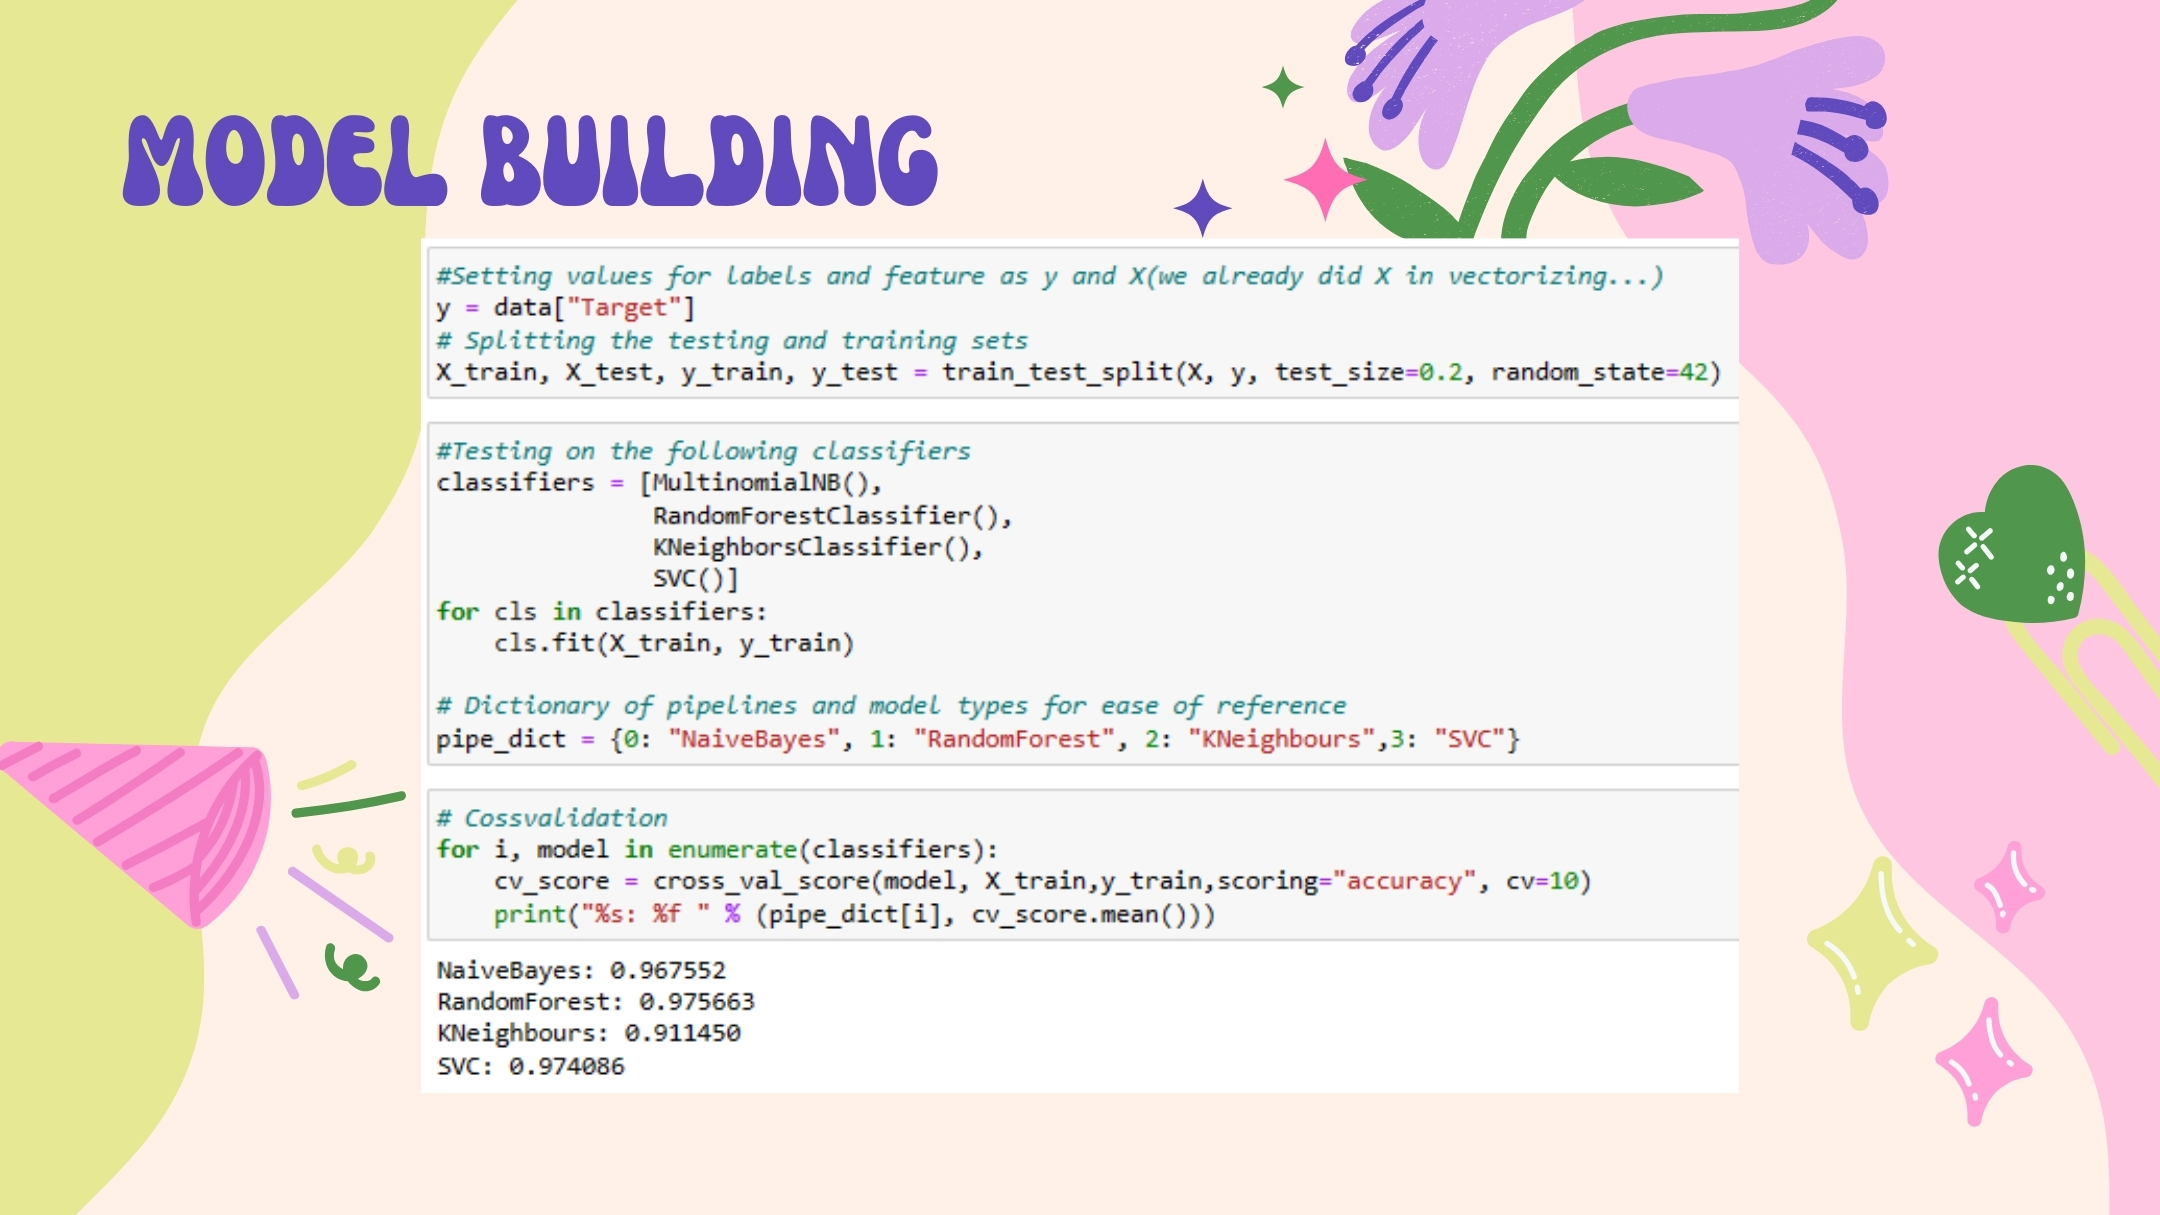 MODEL BUILDING
#Setting values for labels and feature as y and X(we already did X in vectorizing...)
y = data["Target"]
# Splitting the testing and training sets
X_train, X_test, y_train, y_test = train_test_split(X, y, test_size=0.2, random_state=42)
#Testing on the following classifiers
classifiers = [MultinomialNB(),
               RandomForestClassifier(),
               KNeighborsClassifier(),
               SVC()]
for cls in classifiers:
    cls.fit(X_train, y_train)
# Dictionary of pipelines and model types for ease of reference
pipe_dict = {0: "NaiveBayes", 1: "RandomForest", 2: "KNeighbours",3: "SVC"}
# Cossvalidation
for i, model in enumerate(classifiers):
    cv_score = cross_val_score(model, X_train,y_train,scoring="accuracy", cv=10)
    print("%s: %f " % (pipe_dict[i], cv_score.mean()))
NaiveBayes: 0.967552
RandomForest: 0.975663
KNeighbours: 0.911450
SVC: 0.974086